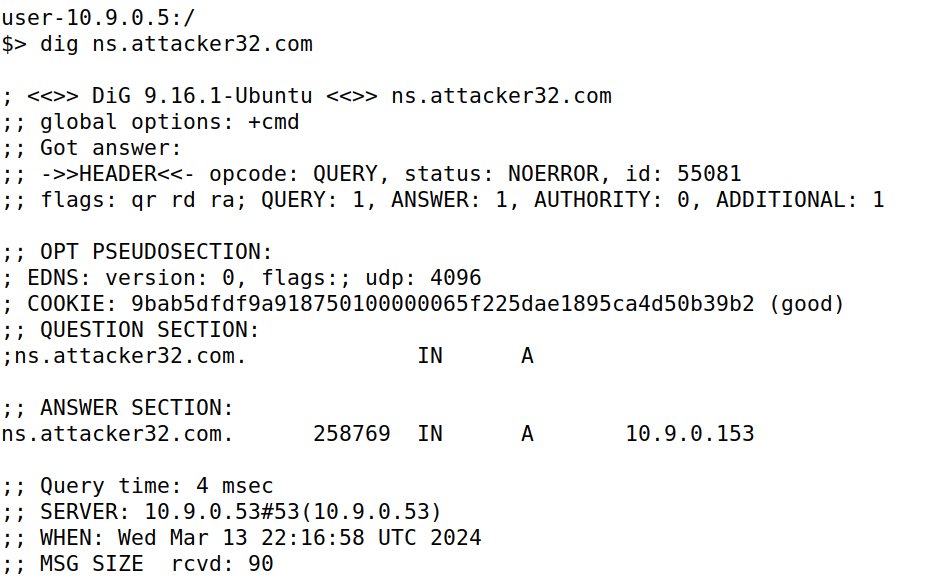 user-10.9.0.5:/
$> dig ns.attacker32.com
; <<>> DiG 9.16.1-Ubuntu <<>> ns.attacker32.com
;; global options: +cmd
;; Got answer:
;; ->>HEADER<<- opcode: QUERY, status: NOERROR, id: 55081
;; flags: qr rd ra; QUERY: 1, ANSWER: 1, AUTHORITY: 0, ADDITIONAL: 1
;; OPT PSEUDOSECTION:
; EDNS: version: 0, flags:; udp: 4096
; COOKIE: 9bab5dfdf9a918750100000065f225dae1895ca4d50b39b2 (good)
;; QUESTION SECTION:
;ns.attacker32.com. IN A
;; ANSWER SECTION:
ns.attacker32.com. 258769 IN A 10.9.0.153
;; Query time: 4 msec
;; SERVER: 10.9.0.53#53(10.9.0.53)
;; WHEN: Wed Mar 13 22:16:58 UTC 2024
;; MSG SIZE rcvd: 90